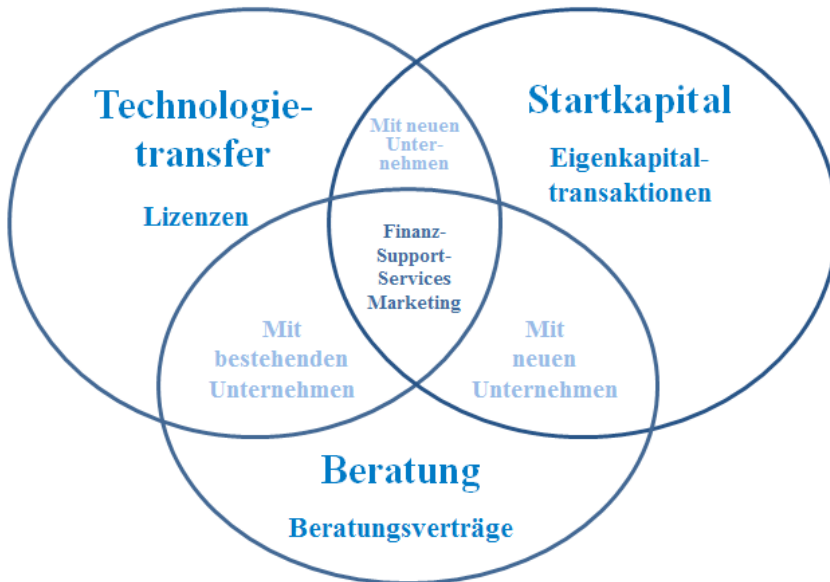 Technologie-
transfer
Lizenzen
Startkapital
Eigenkapital-
transaktionen
Mit neuen
Unter-
nehmen
Finanz-
Support-
Services
Marketing
Mit
bestehenden
Unternehmen
Mit
neuen
Unternehmen
Beratung
Beratungsverträge